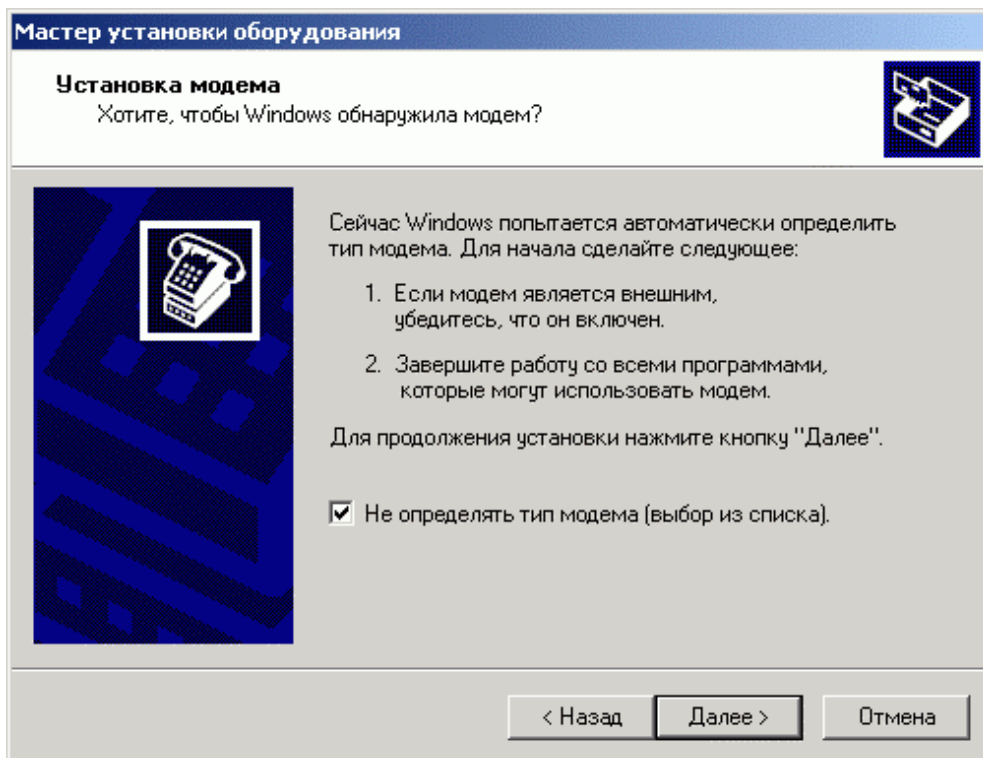 Мастер установки оборудования
Установка модема
Хотите, чтобы Windows обнаружила модем?
Сейчас Windows попытается автоматически определить
тип модема. Для начала сделайте следующее:
1. Если модем является внешним,
убедитесь, что он включен.
2. Завершите работу со всеми программами,
которые могут использовать модем.
Для продолжения установки нажмите кнопку "Далее".
Не определять тип модема (выбор из списка).
< Назад
Далее >
Отмена